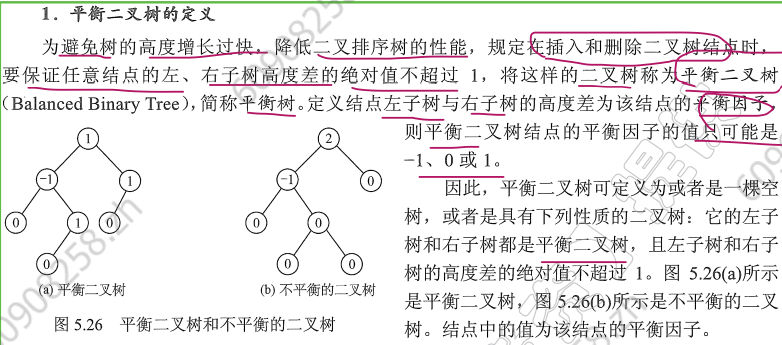 1．平衡二叉树的定义
为避免树的高度增长过快，降低二叉排序树的性能，规定在插入和删除二叉树结点时，
要保证任意结点的左、右子树高度差的绝对值不超过 1，将这样的二叉树称为平衡二叉树
（Balanced Binary Tree），简称平衡树。定义结点左子树与右子树的高度差为该结点的平衡因子，
则平衡二叉树结点的平衡因子的值只可能是
−1、0 或 1。
因此，平衡二叉树可定义为或者是一棵空
树，或者是具有下列性质的二叉树：它的左子
树和右子树都是平衡二叉树，且左子树和右子
树的高度差的绝对值不超过 1。图 5.26(a)所示
是平衡二叉树，图 5.26(b)所示是不平衡的二叉
树。结点中的值为该结点的平衡因子。
1
−1 1
0 1 0
0
(a) 平衡二叉树
2
−1 0
0 0
0 0
(b) 不平衡的二叉树
图 5.26 平衡二叉树和不平衡的二叉树